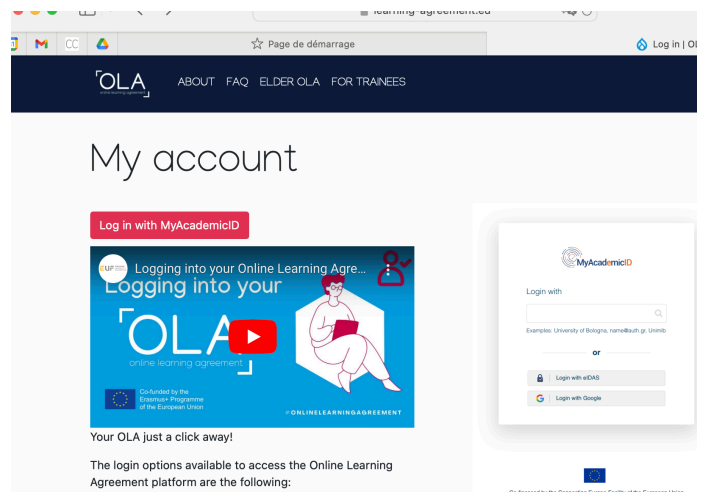 learning-agreement.eu
CC
Page de démarrage
Log in | OL
OLA
online learning agreement
ABOUT FAQ ELDER OLA FOR TRAINEES
My account
Log in with MyAcademicID
EUF
Logging into your Online Learning Agre...
Logging into your
OLA
online learning agreement
Co-funded by the
Erasmus+ Programme
of the European Union
#ONLINELEARNINGAGREEMENT
Your OLA just a click away!
The login options available to access the Online Learning
Agreement platform are the following:
MyAcademicID
Login with
Examples: University of Bologna, name@auth.gr, Unimib
or
Login with eIDAS
Login with Google